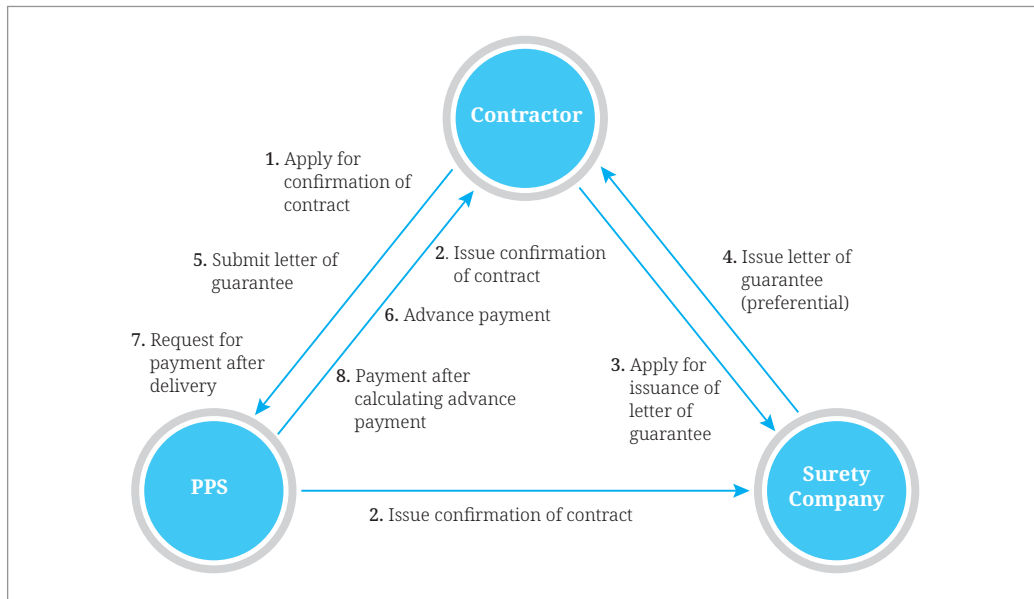 Contractor
1. Apply for
confirmation of
contract
5. Submit letter of
guarantee
7. Request for
payment after
delivery
2. Issue confirmation
of contract
6. Advance payment
8. Payment after
calculating advance
payment
4. Issue letter of
guarantee
(preferential)
3. Apply for
issuance of
letter of
guarantee
PPS
Surety
Company
2. Issue confirmation of contract